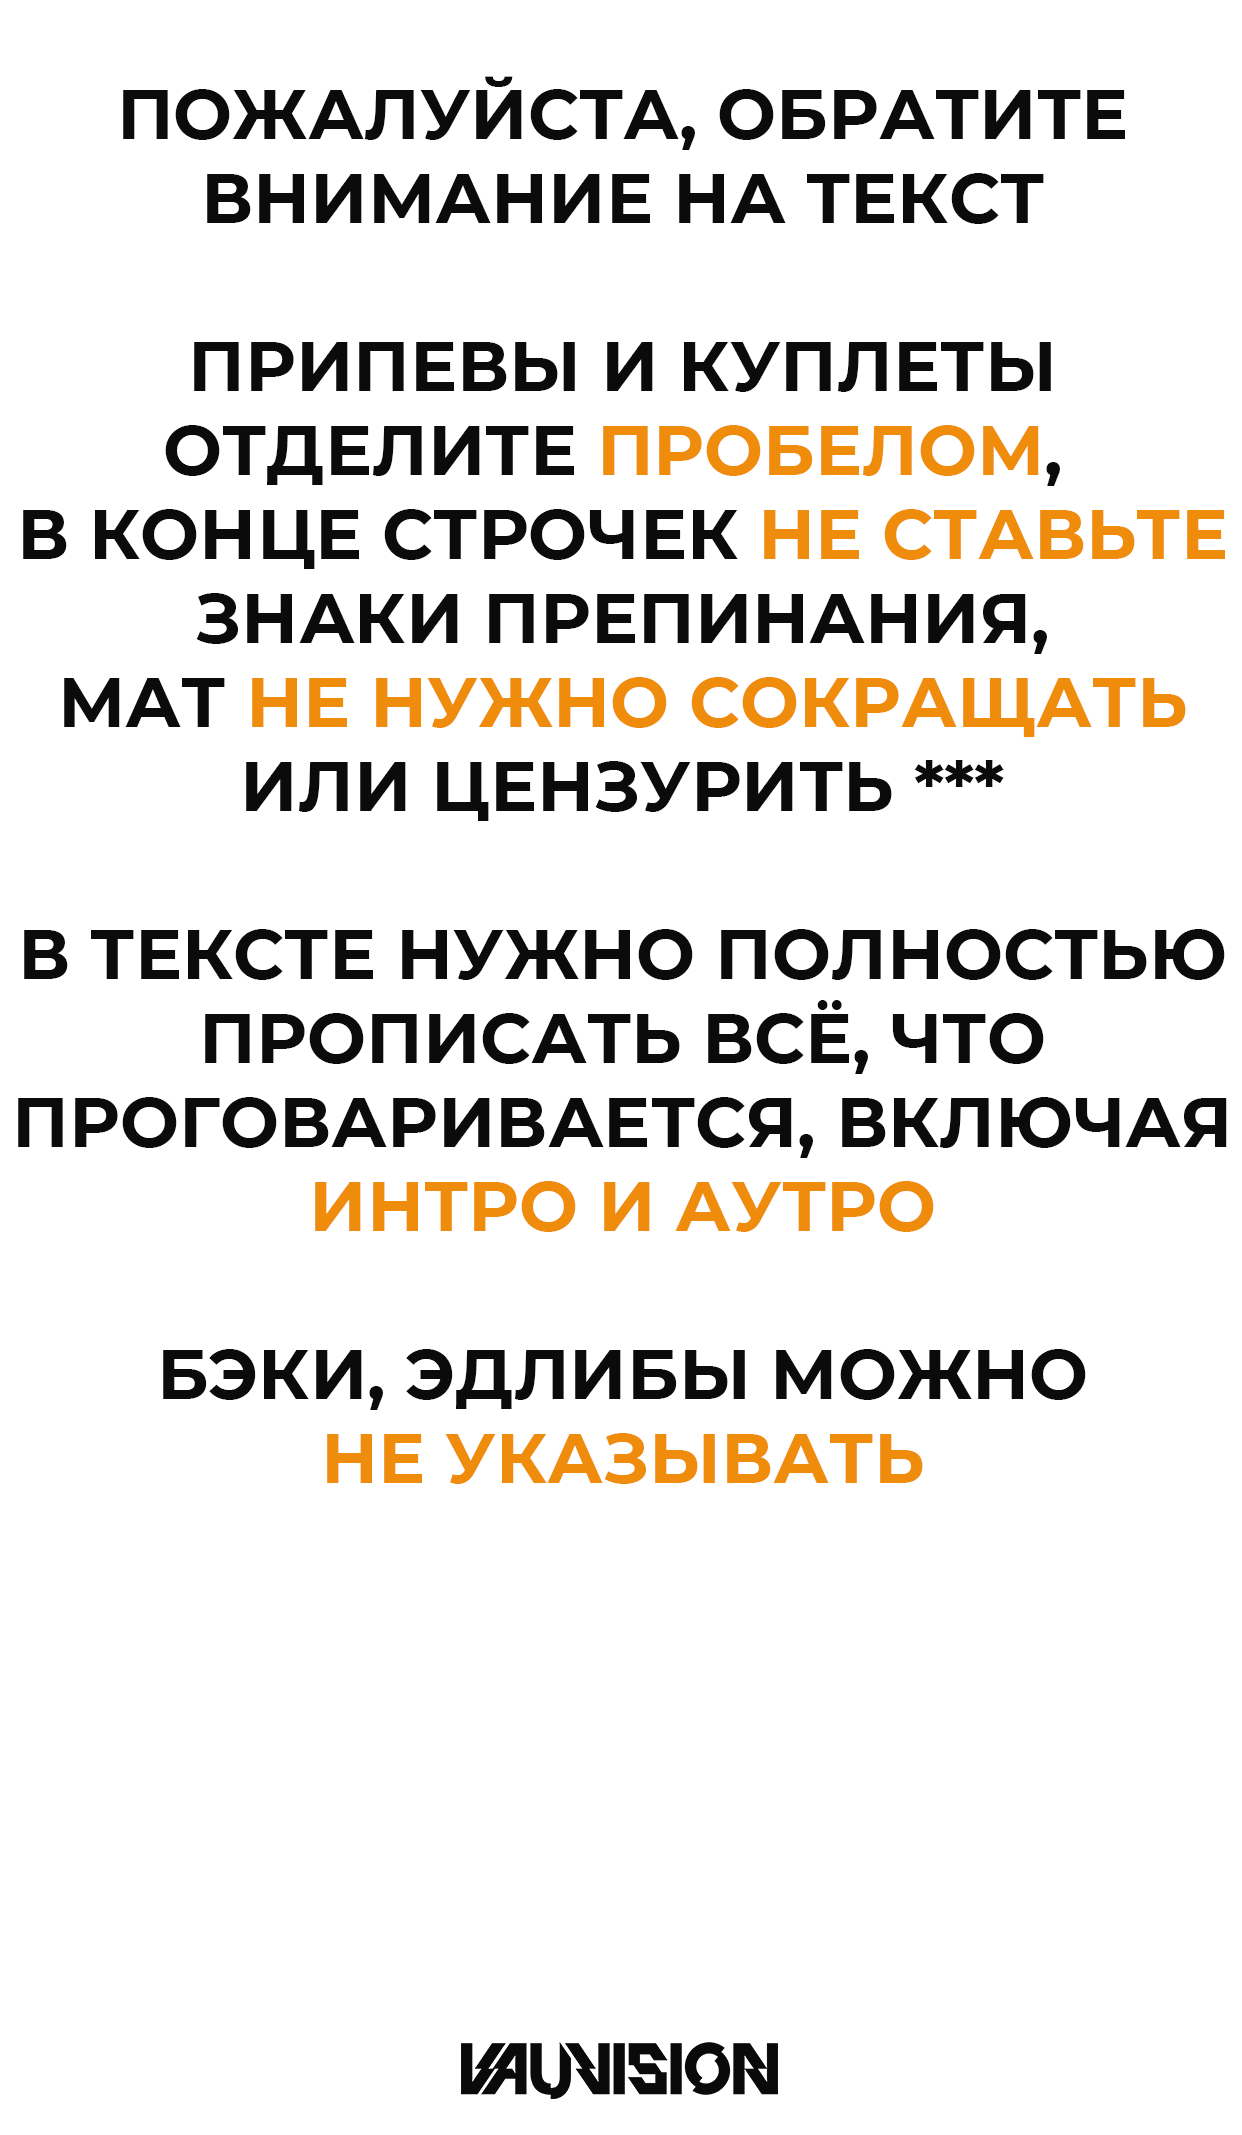 ПОЖАЛУЙСТА, ОБРАТИТЕ
ВНИМАНИЕ НА ТЕКСТ
ПРИПЕВЫ И КУПЛЕТЫ
ОТДЕЛИТЕ ПРОБЕЛОМ,
В КОНЦЕ СТРОЧЕК НЕ СТАВЬТЕ
ЗНАКИ ПРЕПИНАНИЯ,
МАТ НЕ НУЖНО СОКРАЩАТЬ
ИЛИ ЦЕНЗУРИТЬ ***
В ТЕКСТЕ НУЖНО ПОЛНОСТЬЮ
ПРОПИСАТЬ ВСЁ, ЧТО
ПРОГОВАРИВАЕТСЯ, ВКЛЮЧАЯ
ИНТРО И АУТРО
БЭКИ, ЭДЛИБЫ МОЖНО
НЕ УКАЗЫВАТЬ
VAUVISION